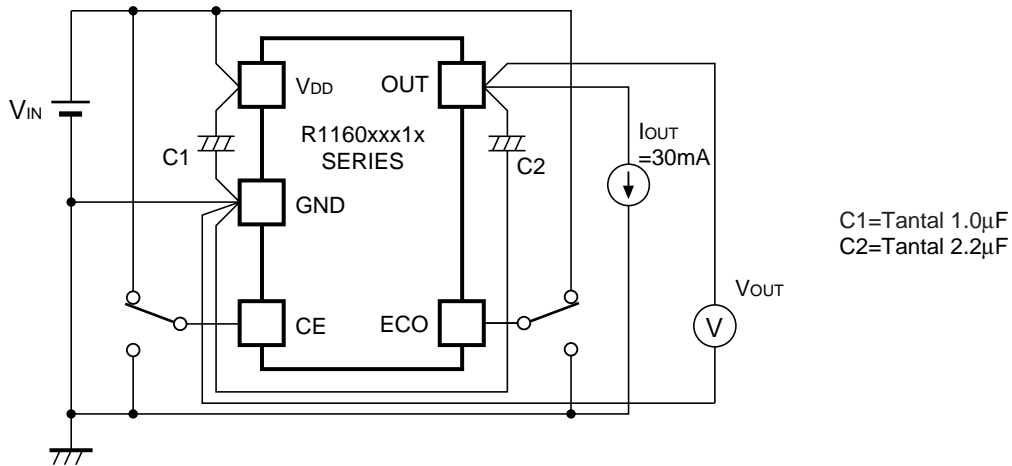 VDD
OUT
VIN
R1160xxx1x
SERIES
C1
C2
IOUT
=30mA
GND
C1=Tantal 1.0μF
C2=Tantal 2.2μF
VOUT
CE
ECO
V